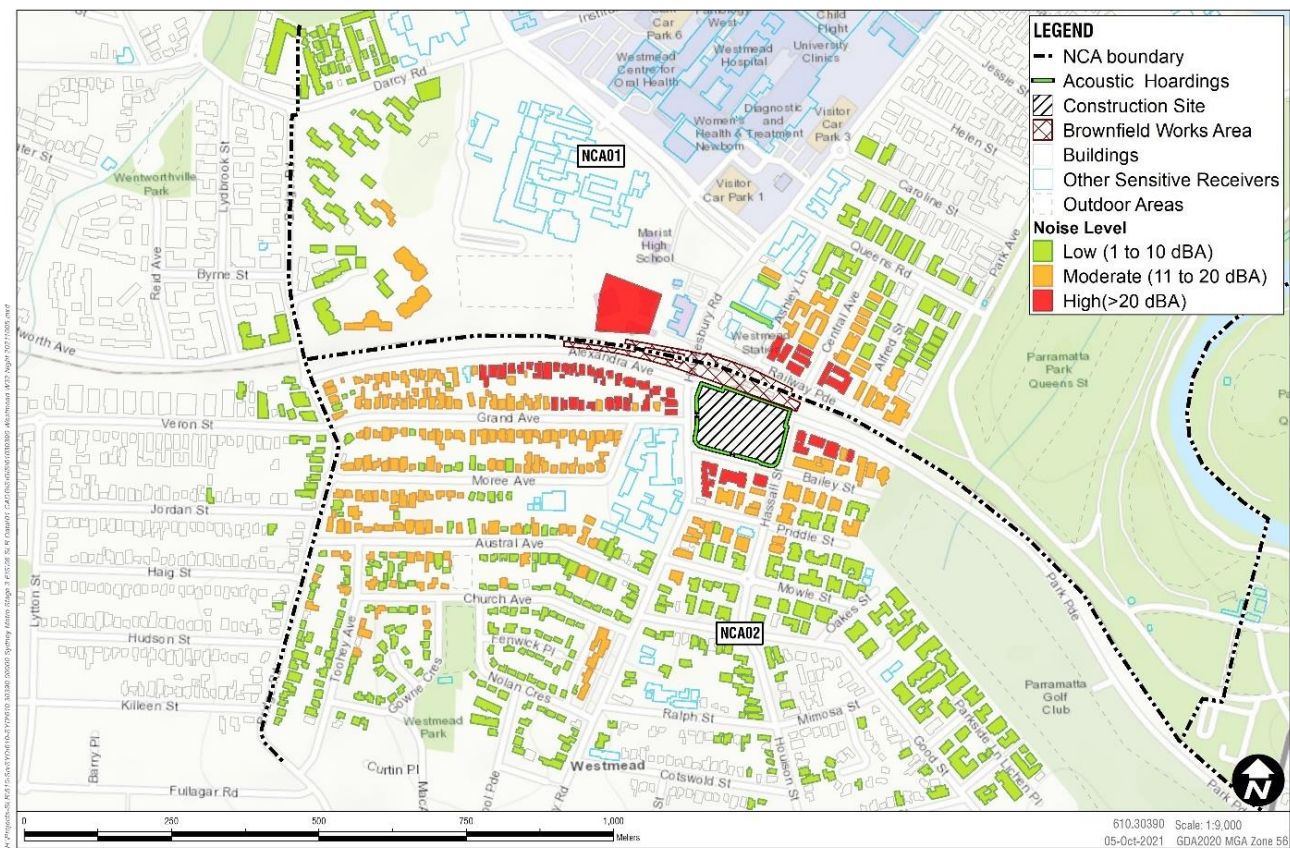 LEGEND
NCA boundary
Acoustic Hoardings
Construction Site
Brownfield Works Area
Buildings
Other Sensitive Receivers
Outdoor Areas
Noise Level
Low (1 to 10 dBA)
Moderate (11 to 20 dBA)
High(>20 dBA)
Car Park 6
Westmead Centre for Oral Health
Westmead Hospital
Child Flight
University Clinics
Women's Health & Treatment Newborn
Diagnostic and
Visitor Car Park 3
Visitor Car Park 1
Jessie St
Helen St
Caroline St
Queens Rd
Park Ave
Darcy Rd
NCA01
Wentworthville Park
Lydbrook St
Reid Ave
Byrne St
Marist High School
Ashley Ln
Central Ave
Alfred St
Railway Pde
Alexandra Ave
Parramatta Park Queens St
Veron St
Grand Ave
Moree Ave
Jordan St
Austral Ave
Haig St
Church Ave
Hudson St
Toohey Ave
Killeen St
Lytton St
Fenwick Pl
Nolan Cres
Gowne Cres
Westmead Park
Hassall St
Bailey St
Priddle St
Mowle St
Oakes St
NCA02
Ralph St
Mimosa St
Houison St
Good St
Parkside Ln
Lichen Pl
Park Pde
Parramatta Golf Club
Westmead
Cotswold St
Curtin Pl
Barry Pl
Fullagar Rd
N
0 250 500 750 1,000
Meters
610.30390 Scale: 1:9,000
05-Oct-2021 GDA2020 MGA Zone 56